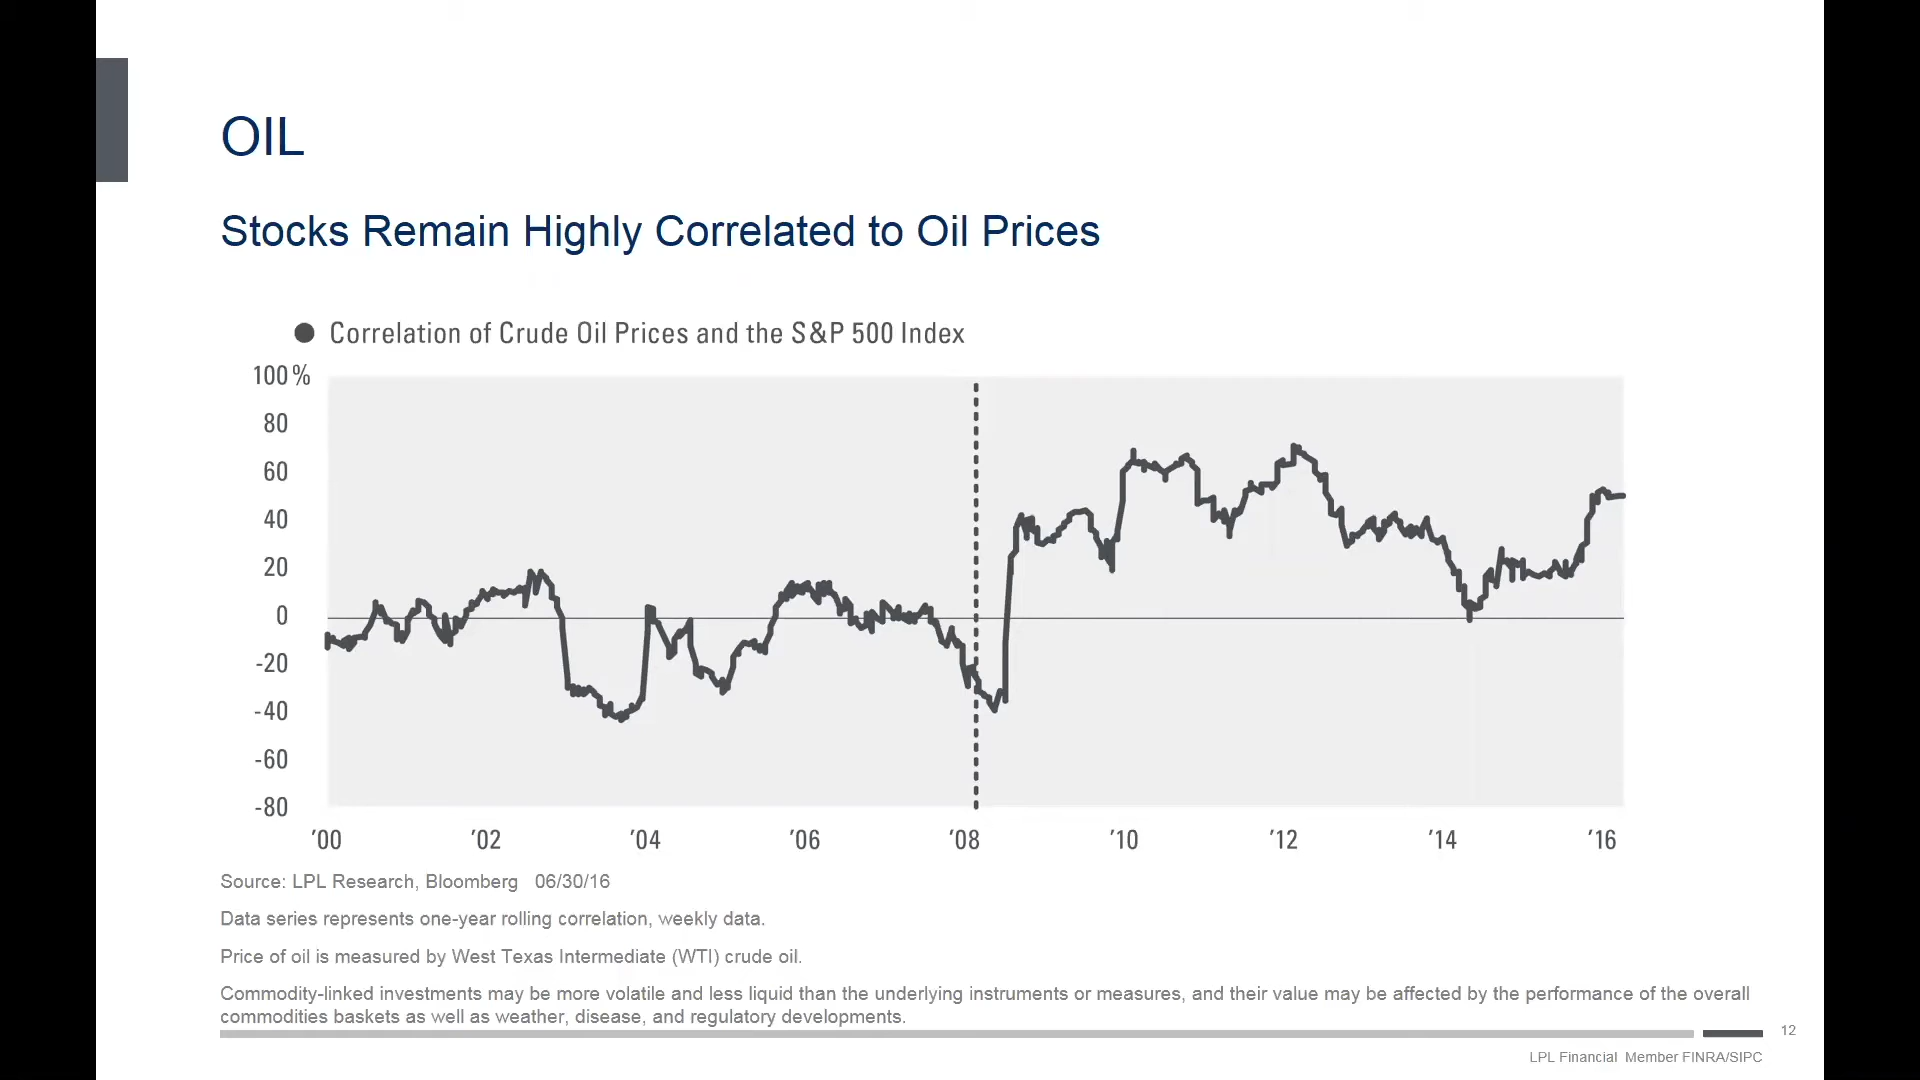 OIL
Stocks Remain Highly Correlated to Oil Prices
Correlation of Crude Oil Prices and the S&P 500 Index
100%
80
60
40
20
0
-20
-40
-60
-80
’00 ’02 ’04 ’06 ’08 ’10 ’12 ’14 ’16
Source: LPL Research, Bloomberg 06/30/16
Data series represents one-year rolling correlation, weekly data.
Price of oil is measured by West Texas Intermediate (WTI) crude oil.
Commodity-linked investments may be more volatile and less liquid than the underlying instruments or measures, and their value may be affected by the performance of the overall
commodities baskets as well as weather, disease, and regulatory developments.
12
LPL Financial Member FINRA/SIPC